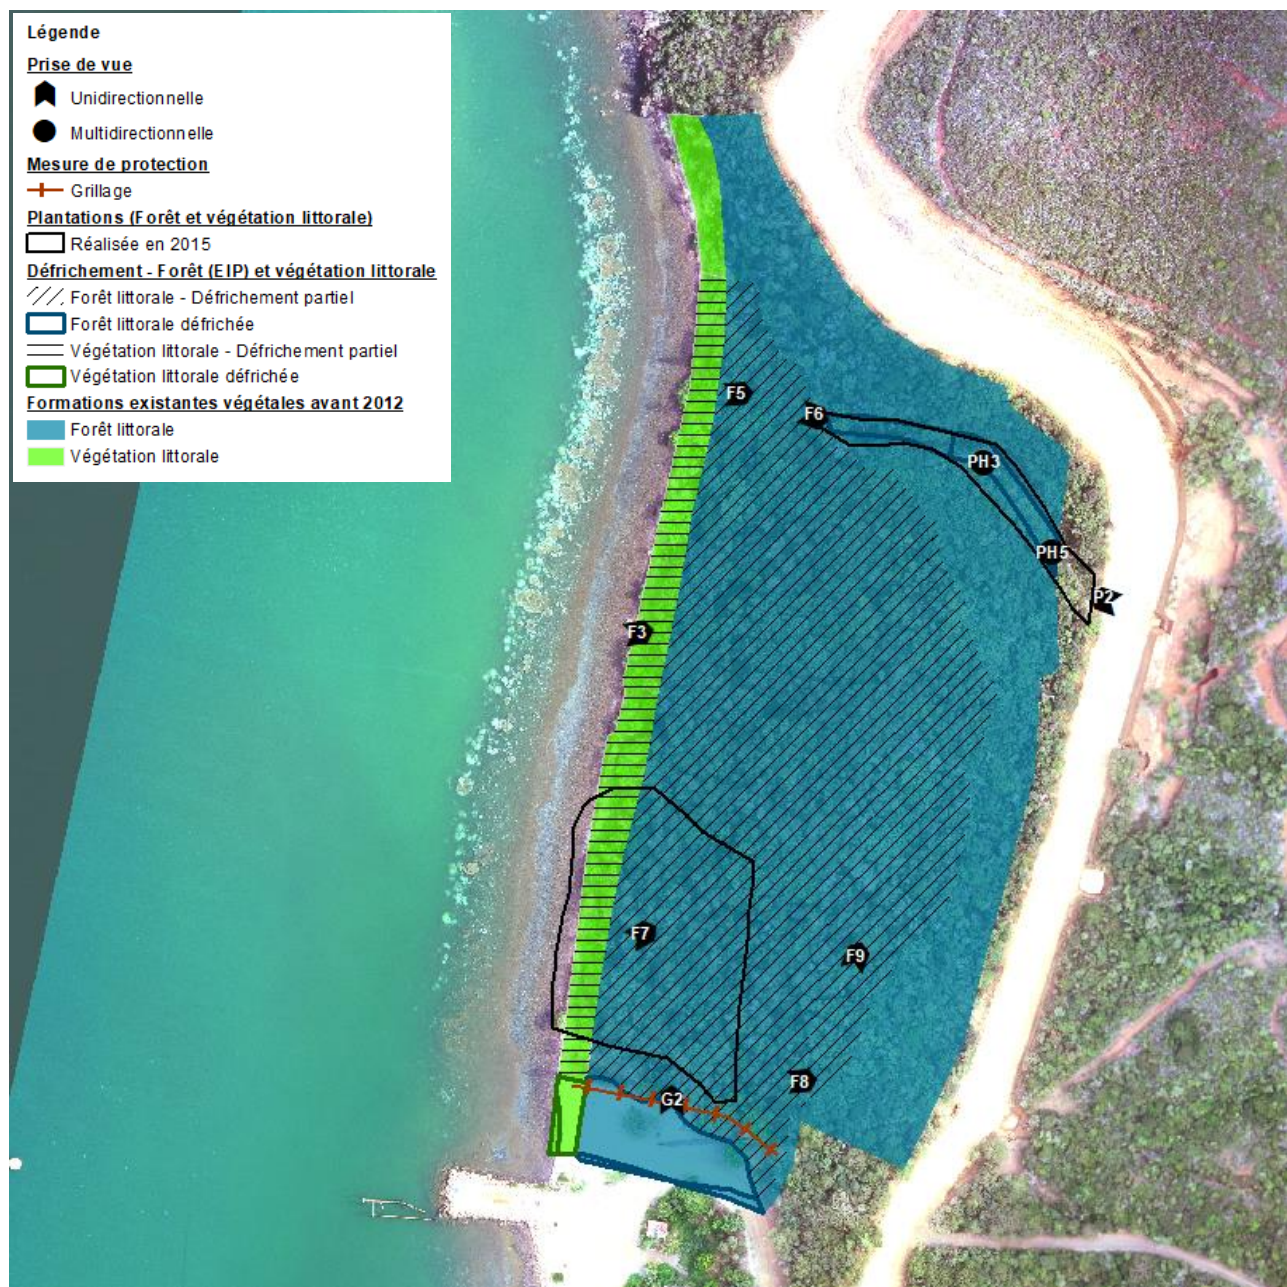 Légende
Prise de vue
Unidirectionnelle
Multidirectionnelle
Mesure de protection
Grillage
Plantations (Forêt et végétation littorale)
Réalisée en 2015
Défrichement - Forêt (EIP) et végétation littorale
Forêt littorale - Défrichement partiel
Forêt littorale défrichée
Végétation littorale - Défrichement partiel
Végétation littorale défrichée
Formations existantes végétales avant 2012
Forêt littorale
Végétation littorale
F5
F6
PH3
PH5
P2
F3
F7
F9
F8
G2